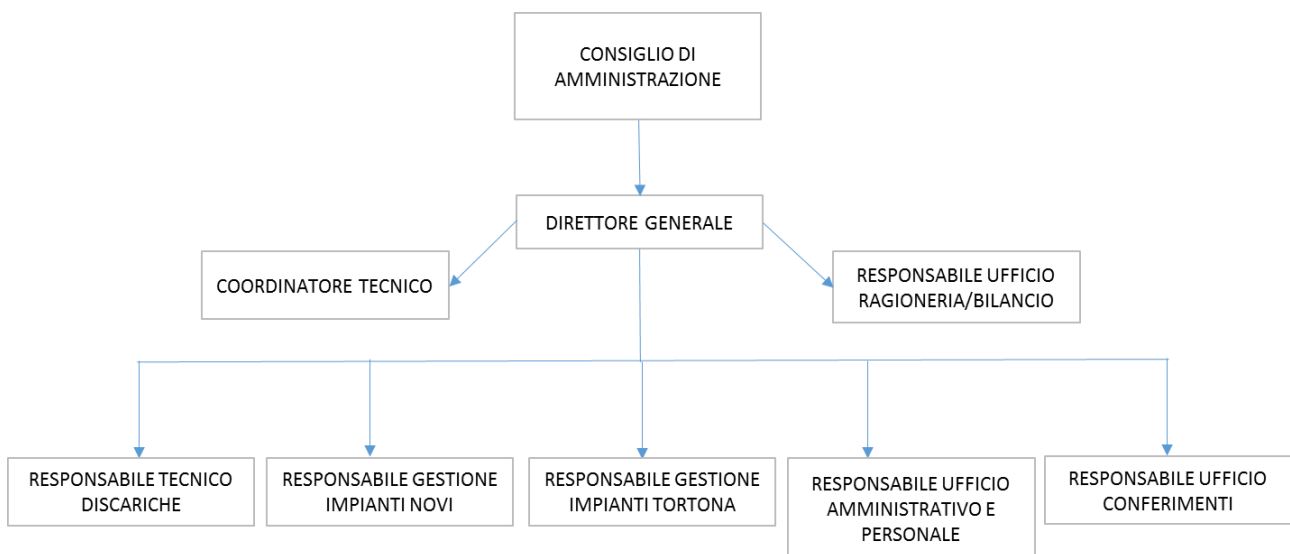 CONSIGLIO DI
AMMINISTRAZIONE
DIRETTORE GENERALE
COORDINATORE TECNICO
RESPONSABILE UFFICIO
RAGIONERIA/BILANCIO
RESPONSABILE TECNICO
DISCARICHE
RESPONSABILE GESTIONE
IMPIANTI NOVI
RESPONSABILE GESTIONE
IMPIANTI TORTONA
RESPONSABILE UFFICIO
AMMINISTRATIVO E
PERSONALE
RESPONSABILE UFFICIO
CONFERIMENTI